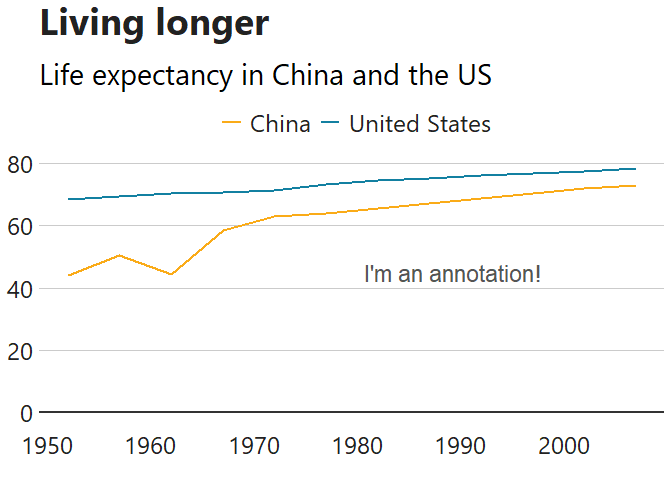 Living longer
Life expectancy in China and the US
China United States
80
60
I'm an annotation!
40
20
0
1950 1960 1970 1980 1990 2000